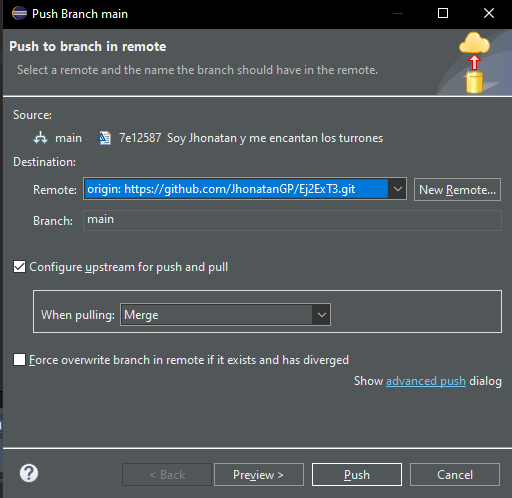 Push Branch main
Push to branch in remote
Select a remote and the name the branch should have in the remote.
Source:
main 7e12587 Soy Jhonatan y me encantan los turrones
Destination:
Remote: origin: https://github.com/JhonatanGP/Ej2ExT3.git New Remote...
Branch: main
Configure upstream for push and pull
When pulling: Merge
Force overwrite branch in remote if it exists and has diverged
Show advanced push dialog
? < Back Preview > Push Cancel